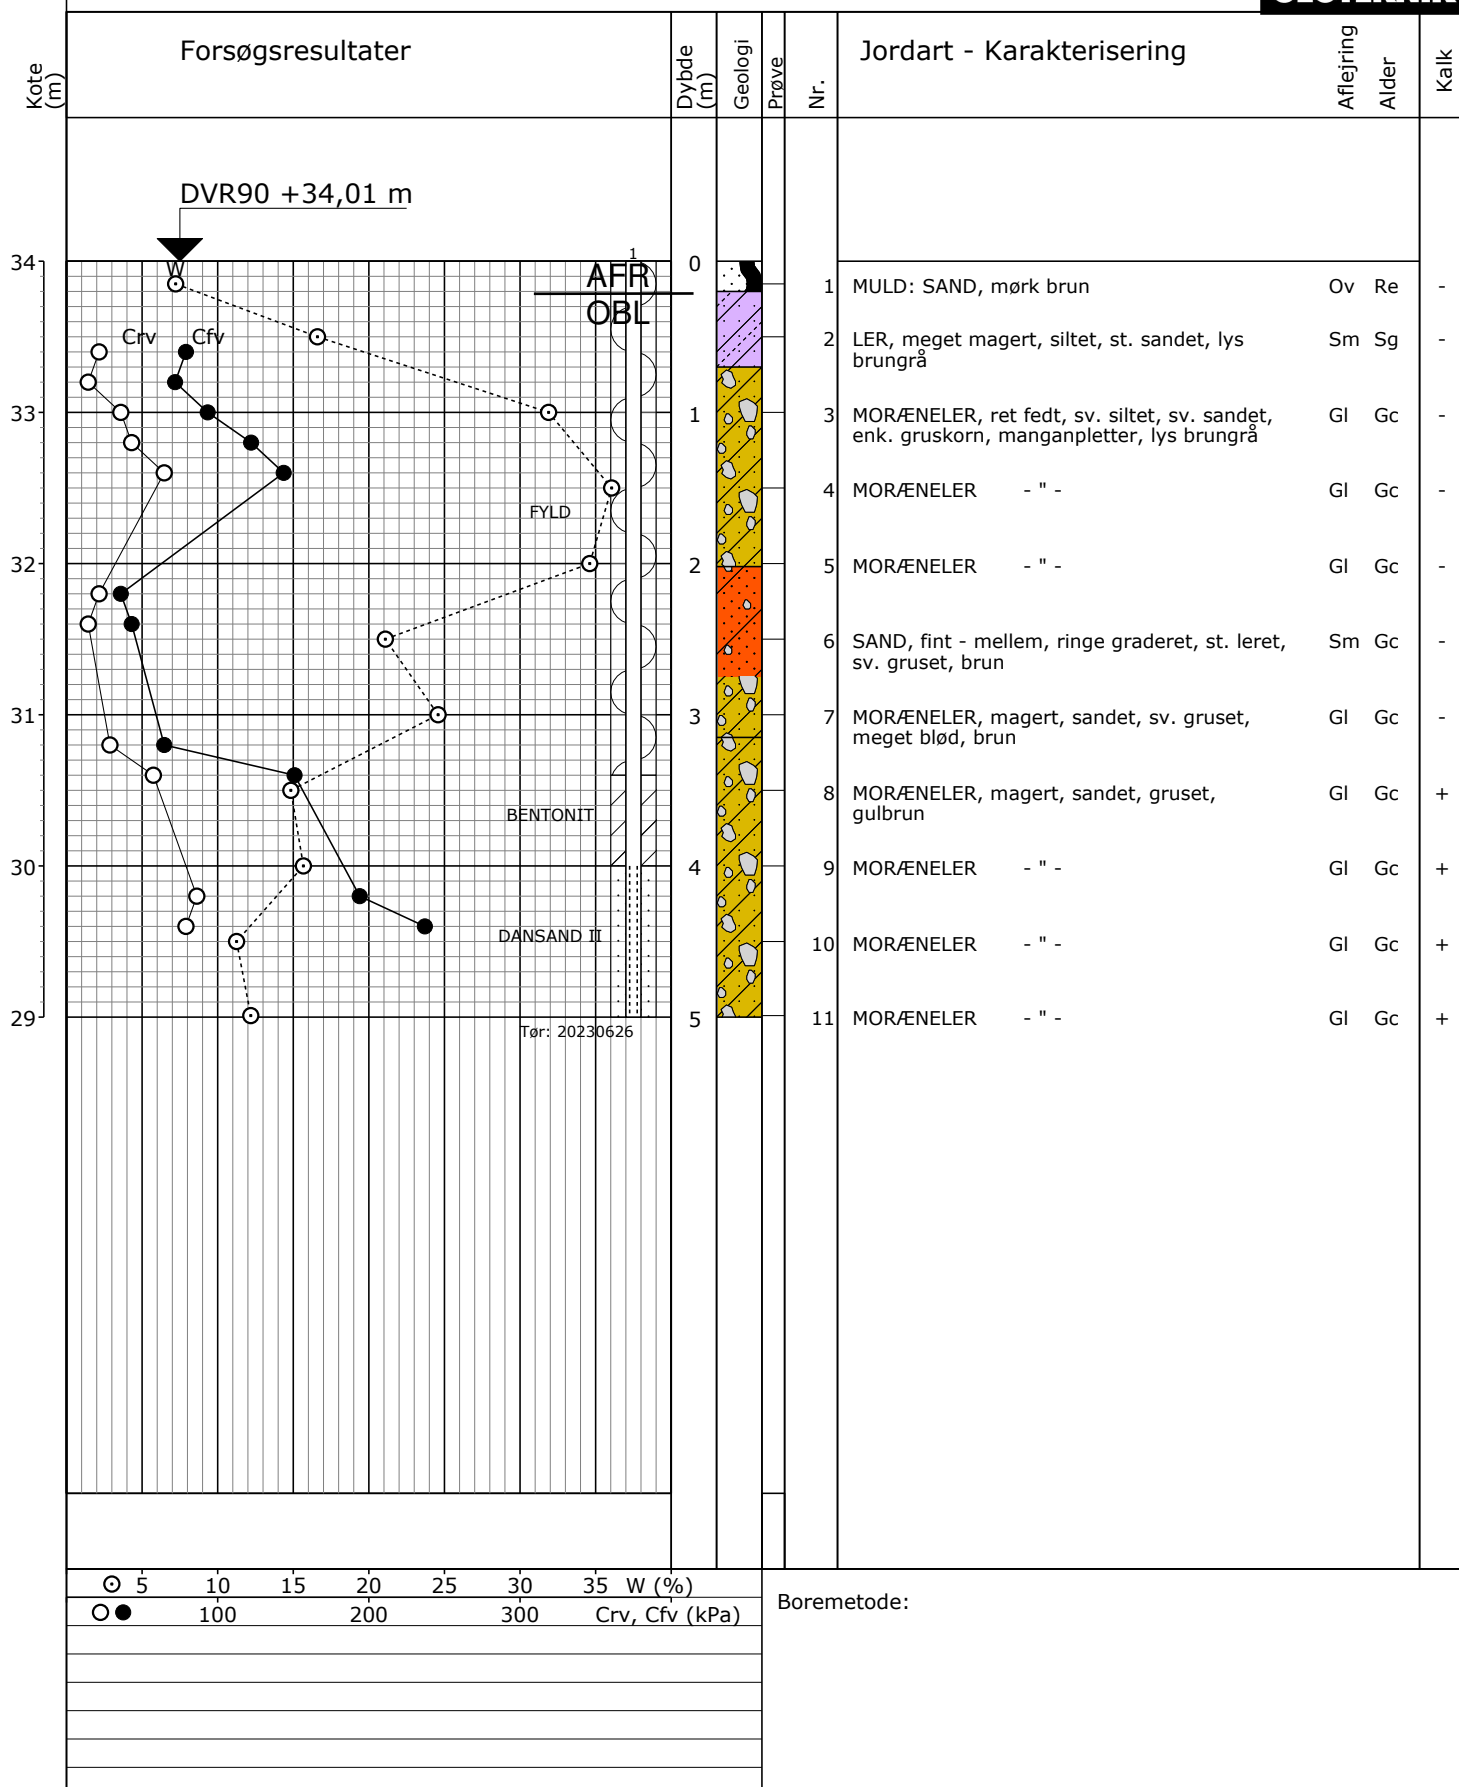 Kote (m)
Forsøgsresultater
Dybde (m)
Geologi
Prøve
Nr.
Jordart - Karakterisering
Aflejring
Alder
Kalk
DVR90 +34,01 m
34
W
1
AFR
OBL
0
1 MULD: SAND, mørk brun Ov Re -
Crv Cfv
2 LER, meget magert, siltet, st. sandet, lys Sm Sg -
brungrå
33
1
3 MORÆNELER, ret fedt, sv. siltet, sv. sandet, Gl Gc -
enk. gruskorn, manganpletter, lys brungrå
4 MORÆNELER - " - Gl Gc -
FYLD
32
2
5 MORÆNELER - " - Gl Gc -
6 SAND, fint - mellem, ringe graderet, st. leret, Sm Gc -
sv. gruset, brun
31
3
7 MORÆNELER, magert, sandet, sv. gruset, Gl Gc -
meget blød, brun
8 MORÆNELER, magert, sandet, gruset, Gl Gc +
gulbrun
BENTONIT
30
4
9 MORÆNELER - " - Gl Gc +
DANSAND II
10 MORÆNELER - " - Gl Gc +
29
5
11 MORÆNELER - " - Gl Gc +
Tør: 20230626
5 10 15 20 25 30 35 W (%)
100 200 300 Crv, Cfv (kPa)
Boremetode: